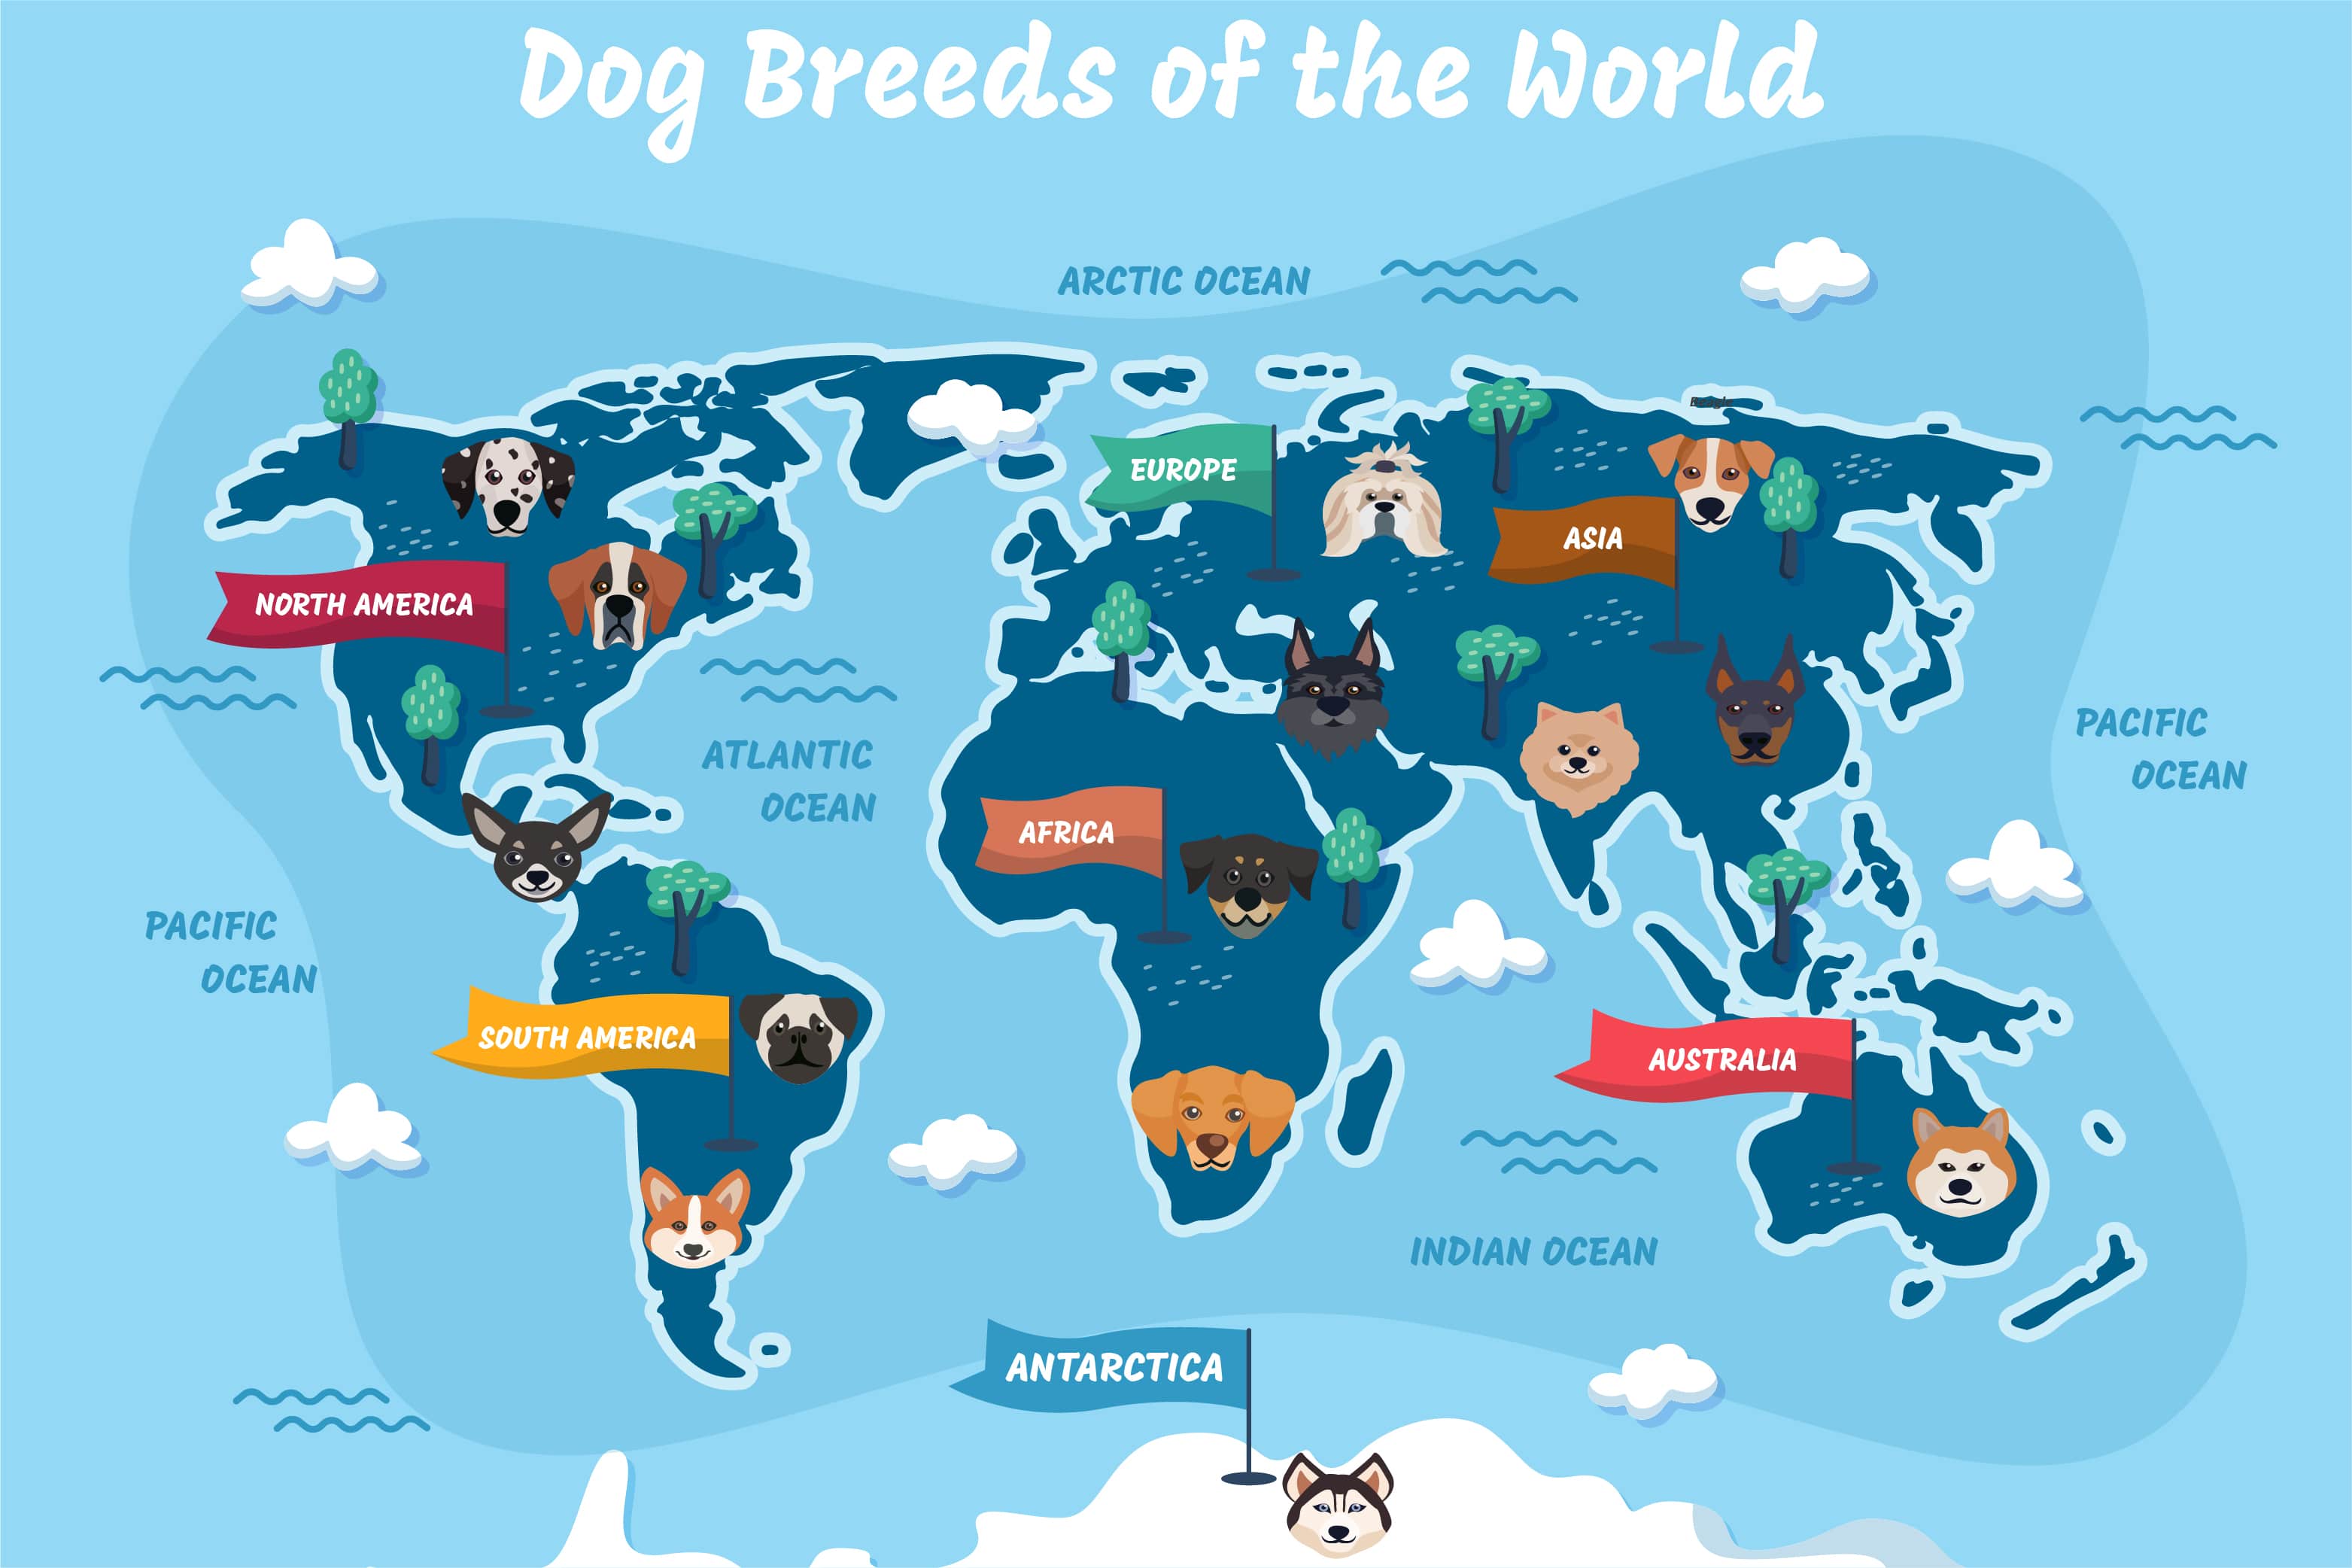 Dog Breeds of the World
ARCTIC OCEAN
EUROPE
Beagle
ASIA
NORTH AMERICA
ATLANTIC
OCEAN
PACIFIC
OCEAN
AFRICA
PACIFIC
OCEAN
SOUTH AMERICA
AUSTRALIA
INDIAN OCEAN
ANTARCTICA